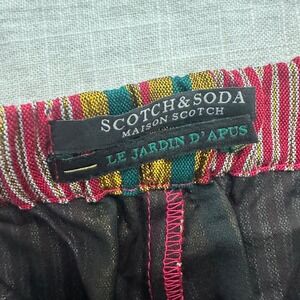 SCOTCH & SODA
MAISON SCOTCH
LE JARDIN D'APUS